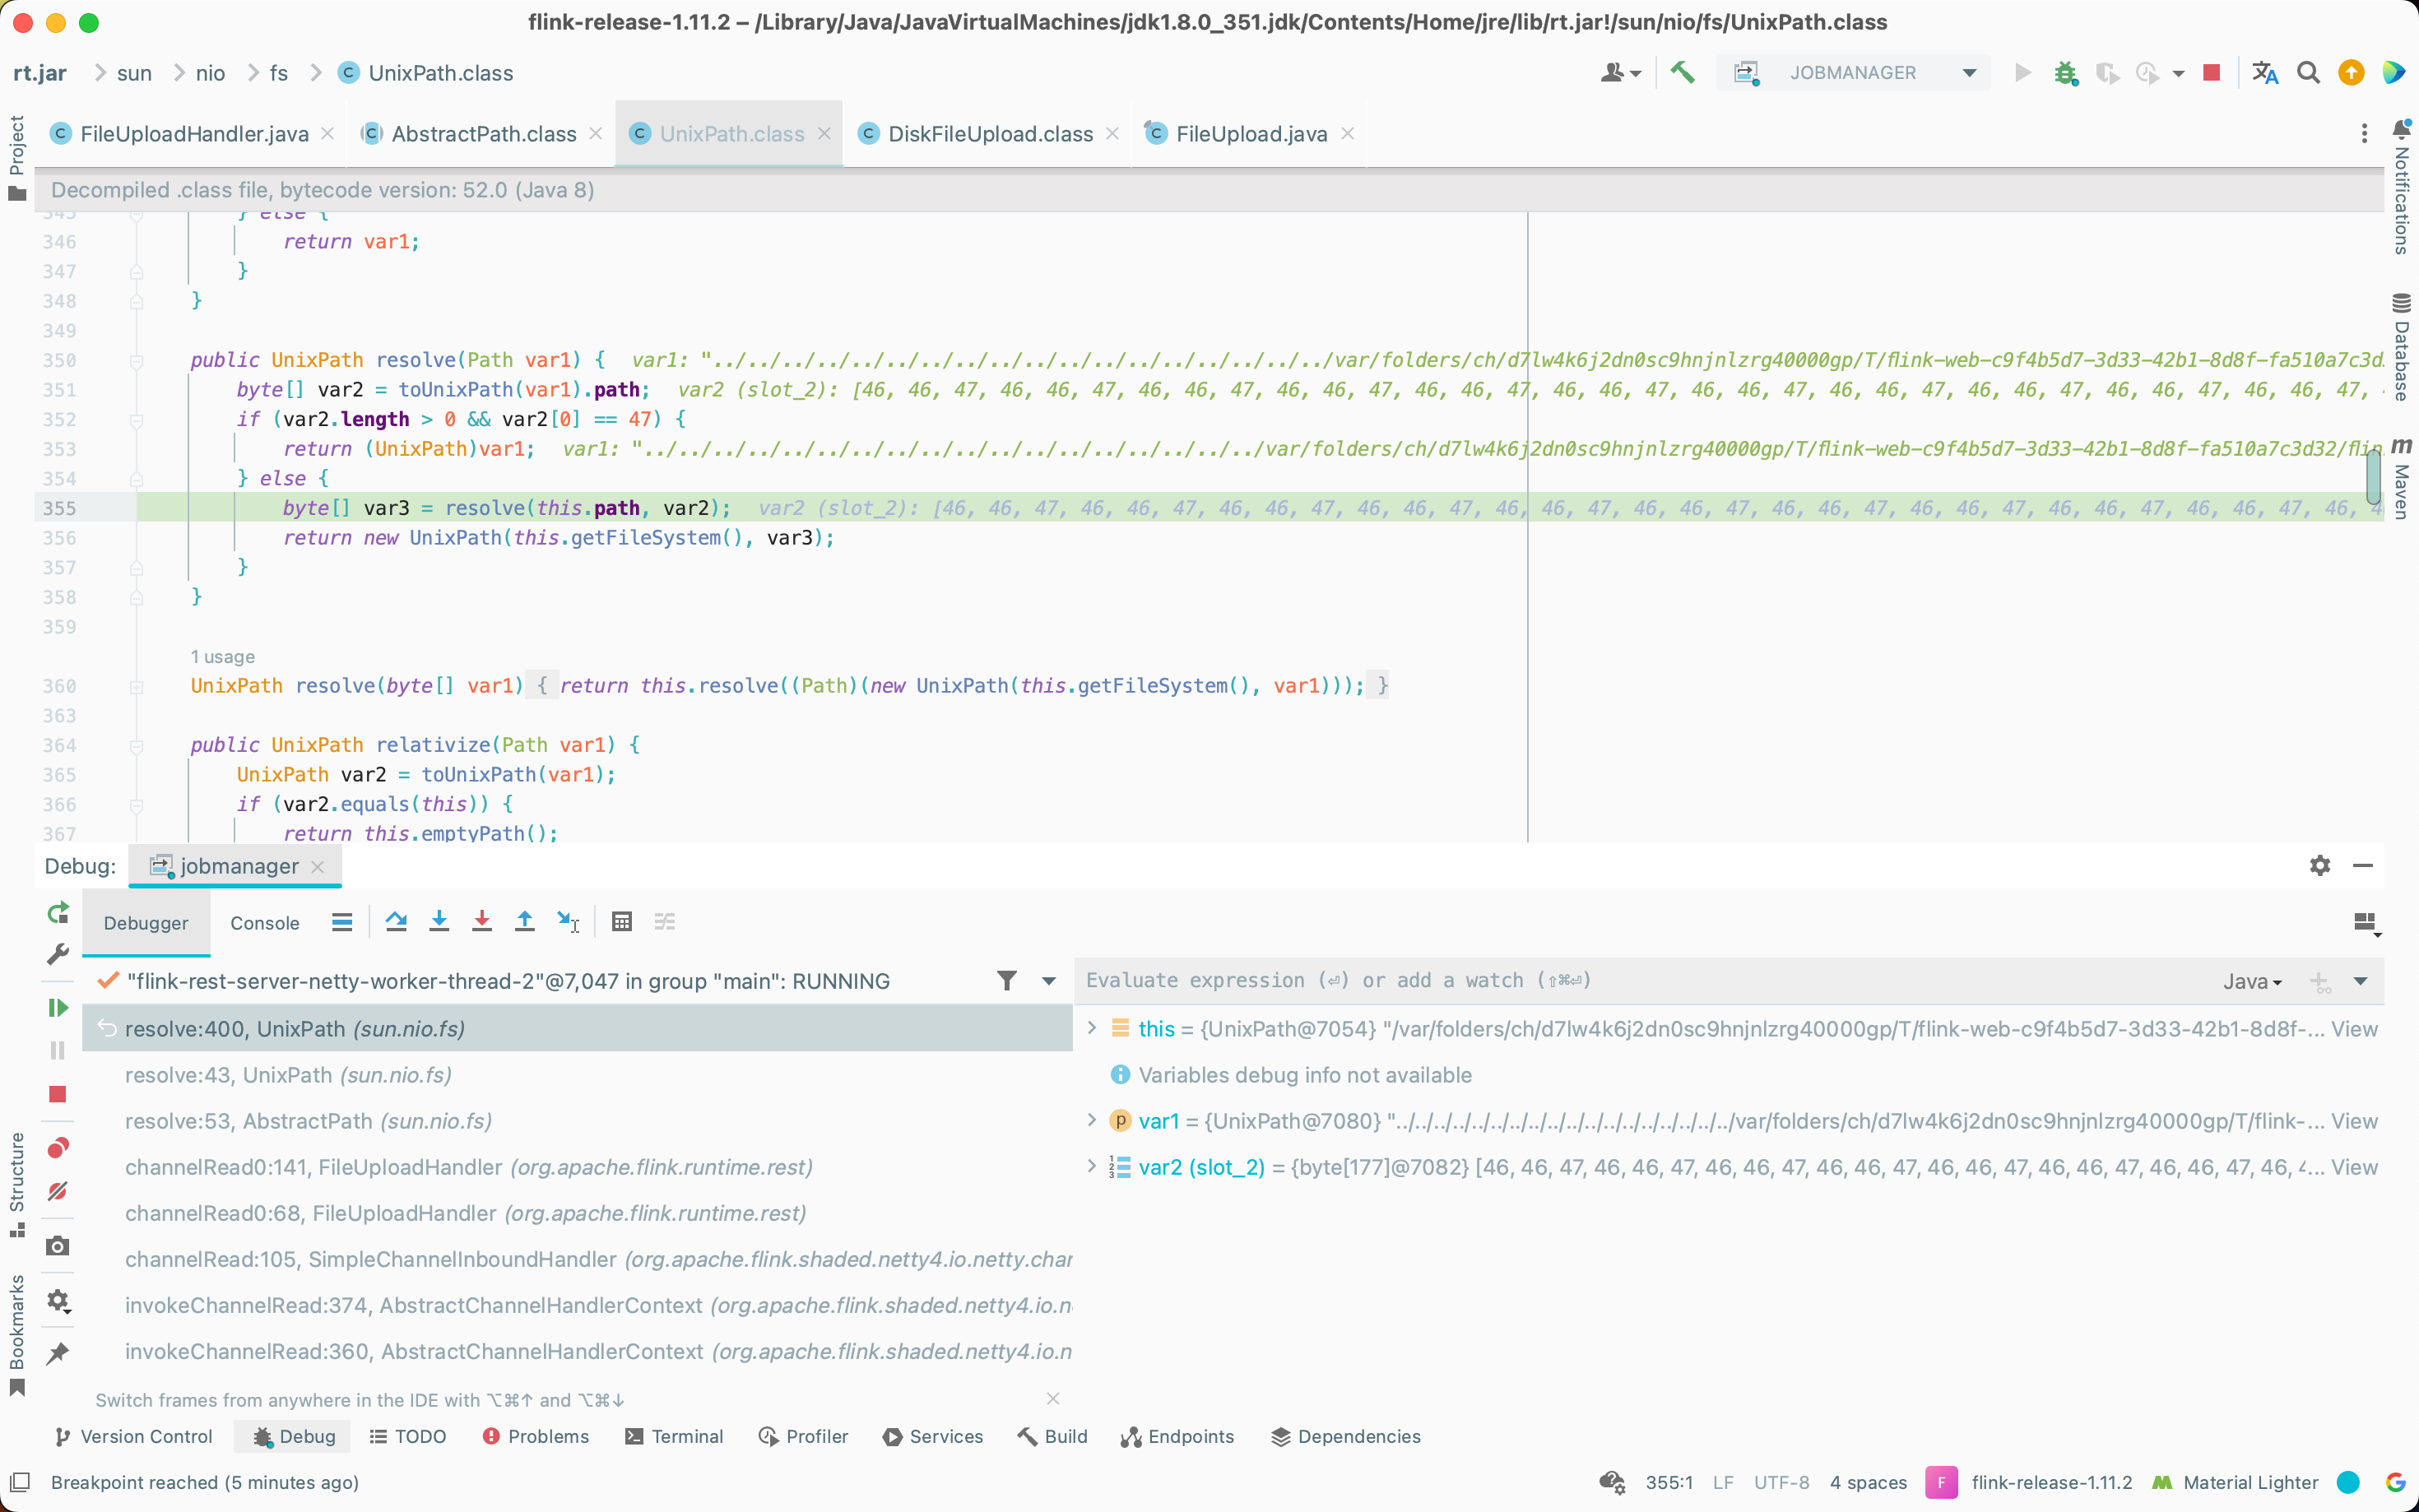 flink-release-1.11.2 – /Library/Java/JavaVirtualMachines/jdk1.8.0_351.jdk/Contents/Home/jre/lib/rt.jar!/sun/nio/fs/UnixPath.class
rt.jar > sun > nio > fs > UnixPath.class
JOBMANAGER
FileUploadHandler.java AbstractPath.class UnixPath.class DiskFileUpload.class FileUpload.java
Decompiled .class file, bytecode version: 52.0 (Java 8)
345 } else {
346 return var1;
347 }
348 }
349
350 public UnixPath resolve(Path var1) { var1: "../../../../../../../../../../../../../../../../../../var/folders/ch/d7lw4k6j2dn0sc9hnjnlzrg40000gp/T/flink-web-c9f4b5d7-3d33-42b1-8d8f-fa510a7c3d
351 byte[] var2 = toUnixPath(var1).path; var2 (slot_2): [46, 46, 47, 46, 46, 47, 46, 46, 47, 46, 46, 47, 46, 46, 47, 46, 46, 47, 46, 46, 47, 46, 46, 47, 46, 46, 47, 46, 46, 47, 46, 46, 47,
352 if (var2.length > 0 && var2[0] == 47) {
353 return (UnixPath)var1; var1: "../../../../../../../../../../../../../../../../../../var/folders/ch/d7lw4k6j2dn0sc9hnjnlzrg40000gp/T/flink-web-c9f4b5d7-3d33-42b1-8d8f-fa510a7c3d32/flin
354 } else {
355 byte[] var3 = resolve(this.path, var2); var2 (slot_2): [46, 46, 47, 46, 46, 47, 46, 46, 47, 46, 46, 47, 46, 46, 47, 46, 46, 47, 46, 46, 47, 46, 46, 47, 46, 46, 47, 46, 46, 47, 46,
356 return new UnixPath(this.getFileSystem(), var3);
357 }
358 }
359
1 usage
360 UnixPath resolve(byte[] var1) { return this.resolve((Path)(new UnixPath(this.getFileSystem(), var1))); }
363
364 public UnixPath relativize(Path var1) {
365 UnixPath var2 = toUnixPath(var1);
366 if (var2.equals(this)) {
367 return this.emptyPath();
Project
Structure
Bookmarks
Notifications
Database
m Maven
Debug: jobmanager
Debugger Console
"flink-rest-server-netty-worker-thread-2"@7,047 in group "main": RUNNING
resolve:400, UnixPath (sun.nio.fs)
resolve:43, UnixPath (sun.nio.fs)
resolve:53, AbstractPath (sun.nio.fs)
channelRead0:141, FileUploadHandler (org.apache.flink.runtime.rest)
channelRead0:68, FileUploadHandler (org.apache.flink.runtime.rest)
channelRead:105, SimpleChannelInboundHandler (org.apache.flink.shaded.netty4.io.netty.char
invokeChannelRead:374, AbstractChannelHandlerContext (org.apache.flink.shaded.netty4.io.n
invokeChannelRead:360, AbstractChannelHandlerContext (org.apache.flink.shaded.netty4.io.n
Switch frames from anywhere in the IDE with ⌥⌘↑ and ⌥⌘↓
Evaluate expression (⏎) or add a watch (⇧⌘⏎) Java
this = {UnixPath@7054} "/var/folders/ch/d7lw4k6j2dn0sc9hnjnlzrg40000gp/T/flink-web-c9f4b5d7-3d33-42b1-8d8f-... View
Variables debug info not available
var1 = {UnixPath@7080} "../../../../../../../../../../../../../../../../../../var/folders/ch/d7lw4k6j2dn0sc9hnjnlzrg40000gp/T/flink-... View
var2 (slot_2) = {byte[177]@7082} [46, 46, 47, 46, 46, 47, 46, 46, 47, 46, 46, 47, 46, 46, 47, 46, 46, 47, 46, 46, 47, 46, ... View
Version Control Debug TODO Problems Terminal Profiler Services Build Endpoints Dependencies
Breakpoint reached (5 minutes ago) 355:1 LF UTF-8 4 spaces F flink-release-1.11.2 Material Lighter